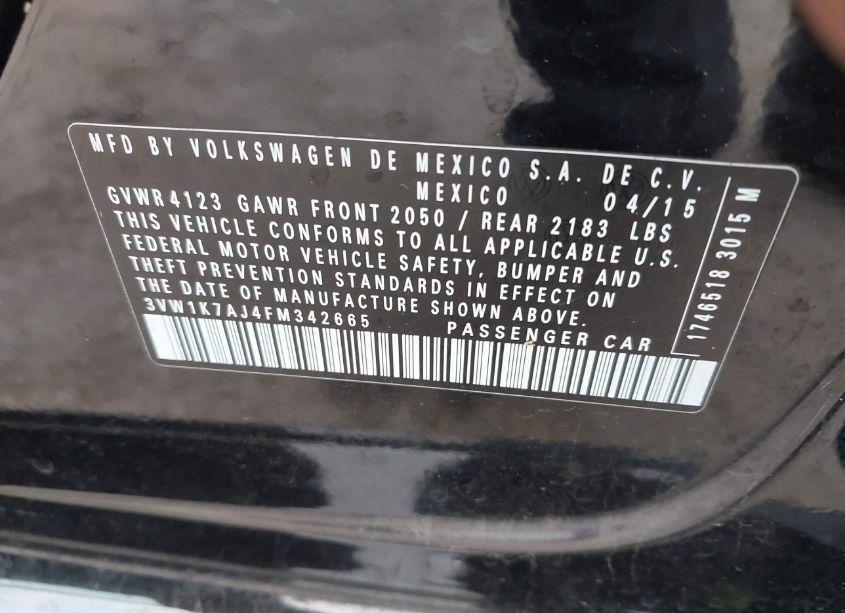 MFD BY VOLKSWAGEN DE MEXICO S.A. DE C.V.
MEXICO 04/15
GVWR 4123 GAWR FRONT 2050 / REAR 2183 LBS
THIS VEHICLE CONFORMS TO ALL APPLICABLE U.S.
FEDERAL MOTOR VEHICLE SAFETY, BUMPER AND
THEFT PREVENTION STANDARDS IN EFFECT ON
THE DATE OF MANUFACTURE SHOWN ABOVE.
3VW1K7AJ4FM342665 PASSENGER CAR
1746518 3015 M